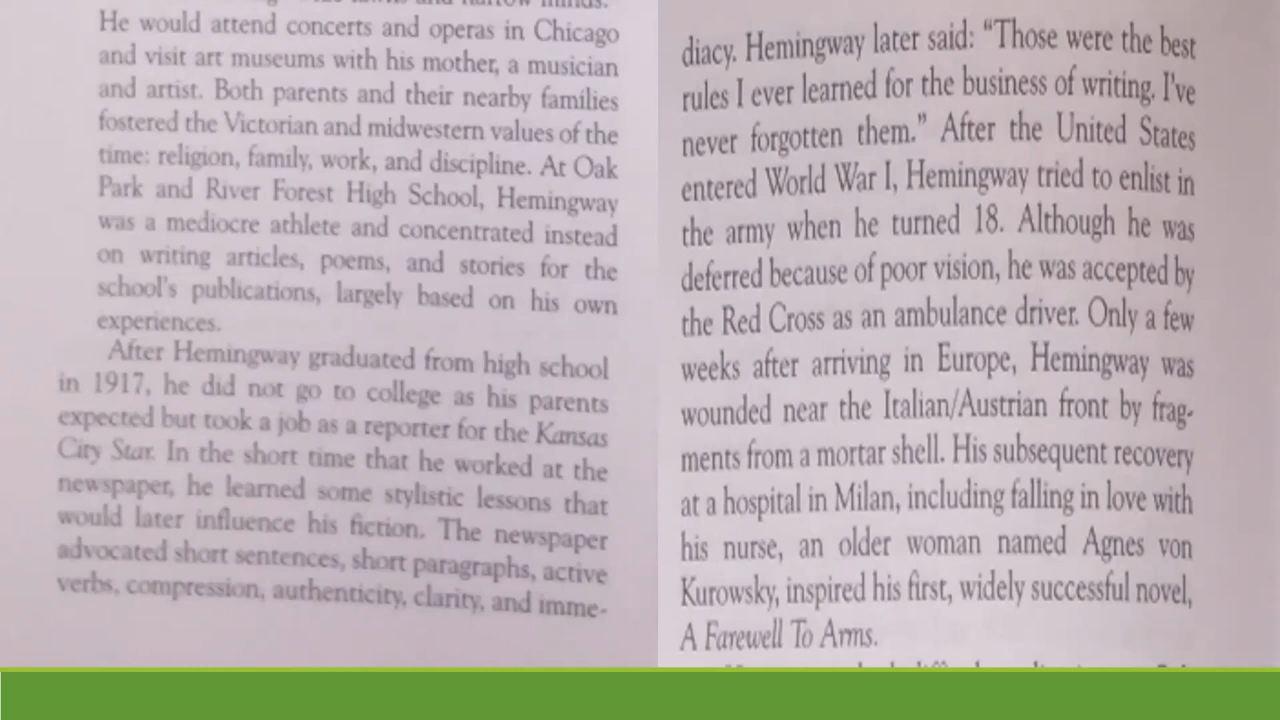 He would attend concerts and operas in Chicago
and visit art museums with his mother, a musician
and artist. Both parents and their nearby families
fostered the Victorian and midwestern values of the
time: religion, family, work, and discipline. At Oak
Park and River Forest High School, Hemingway
was a mediocre athlete and concentrated instead
on writing articles, poems, and stories for the
school's publications, largely based on his own
experiences.
After Hemingway graduated from high school
in 1917, he did not go to college as his parents
expected but took a job as a reporter for the Kansas
City Star. In the short time that he worked at the
newspaper, he learned some stylistic lessons that
would later influence his fiction. The newspaper
advocated short sentences, short paragraphs, active
verbs, compression, authenticity, clarity, and imme-
diacy. Hemingway later said: “Those were the best
rules I ever learned for the business of writing. I've
never forgotten them.” After the United States
entered World War I, Hemingway tried to enlist in
the army when he turned 18. Although he was
deferred because of poor vision, he was accepted by
the Red Cross as an ambulance driver. Only a few
weeks after arriving in Europe, Hemingway was
wounded near the Italian/Austrian front by frag-
ments from a mortar shell. His subsequent recovery
at a hospital in Milan, including falling in love with
his nurse, an older woman named Agnes von
Kurowsky, inspired his first, widely successful novel,
A Farewell To Arms.